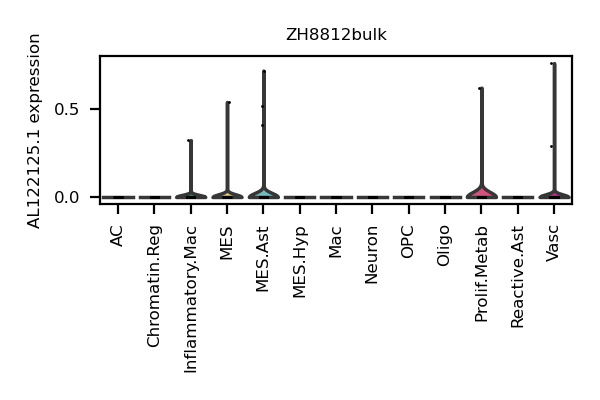 ZH8812bulk
AL122125.1 expression
0.5
0.0
AC
Chromatin.Reg
Inflammatory.Mac
MES
MES.Ast
MES.Hyp
Mac
Neuron
OPC
Oligo
Prolif.Metab
Reactive.Ast
Vasc